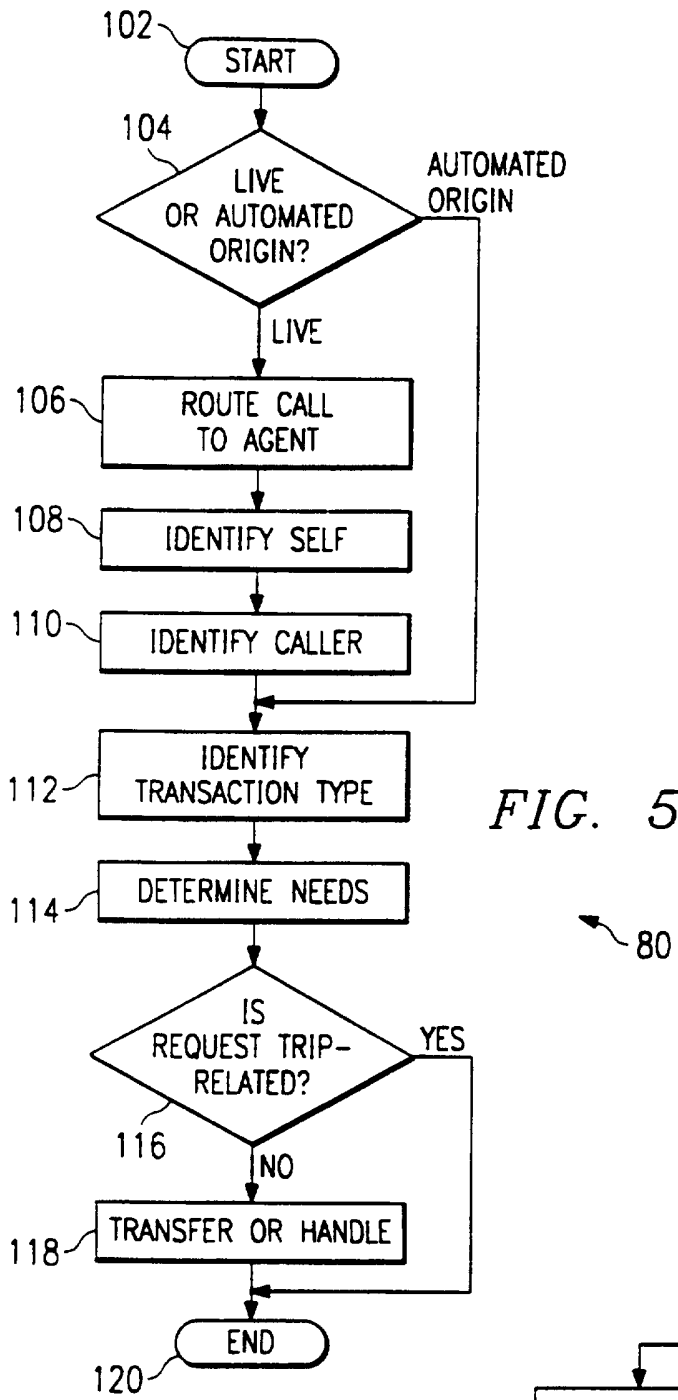 102
START
104
LIVE
OR AUTOMATED
ORIGIN?
AUTOMATED
ORIGIN
LIVE
106
ROUTE CALL
TO AGENT
108
IDENTIFY SELF
110
IDENTIFY CALLER
112
IDENTIFY
TRANSACTION TYPE
FIG. 5
114
DETERMINE NEEDS
80
IS
REQUEST TRIP-
RELATED?
YES
116
NO
118
TRANSFER OR HANDLE
END
120